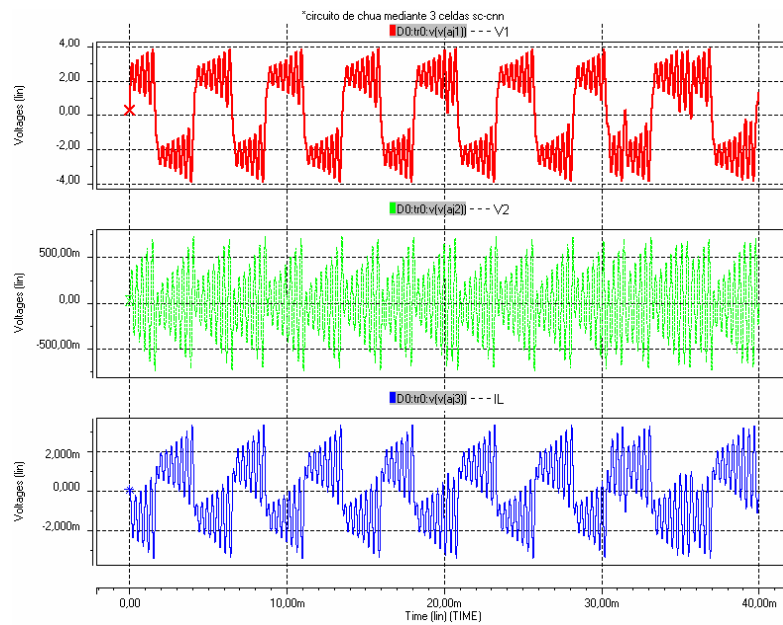 *circuito de chua mediante 3 celdas sc-cnn
D0:tr0:v(v(aj1)) --- V1
4,00
2,00
0,00
-2,00
-4,00
Voltages (lin)
D0:tr0:v(v(aj2)) --- V2
500,00m
0,00
-500,00m
Voltages (lin)
D0:tr0:v(v(aj3)) --- IL
2,000m
0,000
-2,000m
Voltages (lin)
0,00 10,00m 20,00m 30,00m 40,00m
Time (lin) (TIME)